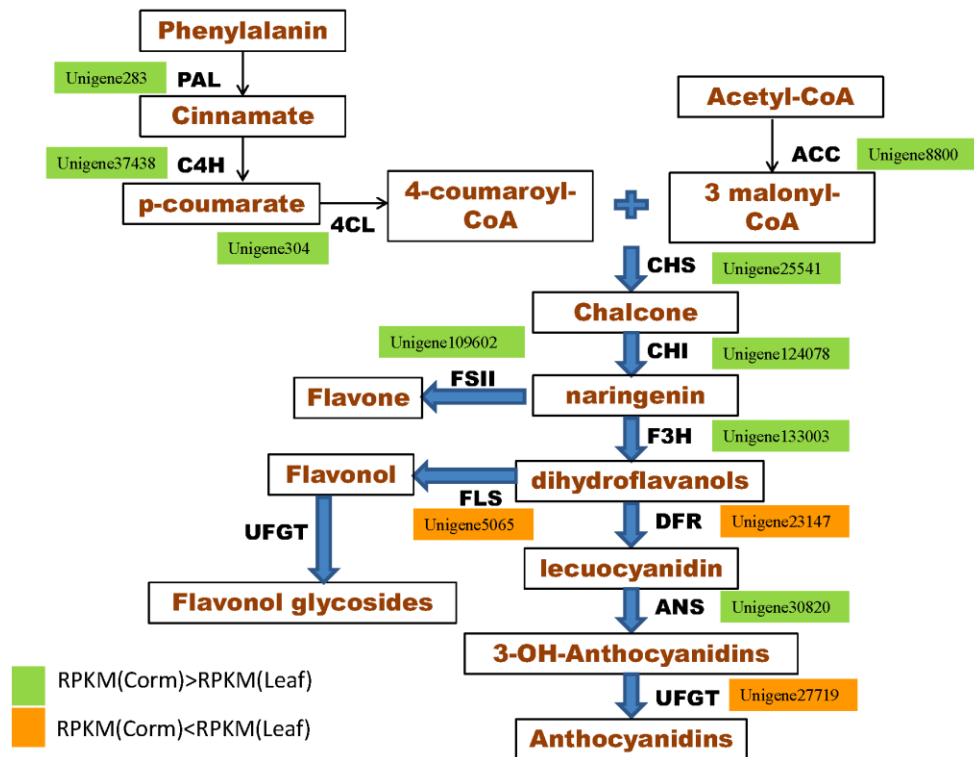 Phenylalanin
Unigene283
PAL
Cinnamate
Acetyl-CoA
Unigene37438
C4H
ACC
Unigene8800
p-coumarate
4CL
4-coumaroyl-
CoA
3 malonyl-
CoA
Unigene304
CHS
Unigene25541
Chalcone
Unigene109602
CHI
Unigene124078
FSII
Flavone
naringenin
F3H
Unigene133003
Flavonol
dihydroflavanols
FLS
Unigene5065
DFR
Unigene23147
UFGT
lecuocyanidin
Flavonol glycosides
ANS
Unigene30820
3-OH-Anthocyanidins
RPKM(Corm)>RPKM(Leaf)
UFGT
Unigene27719
RPKM(Corm)<RPKM(Leaf)
Anthocyanidins